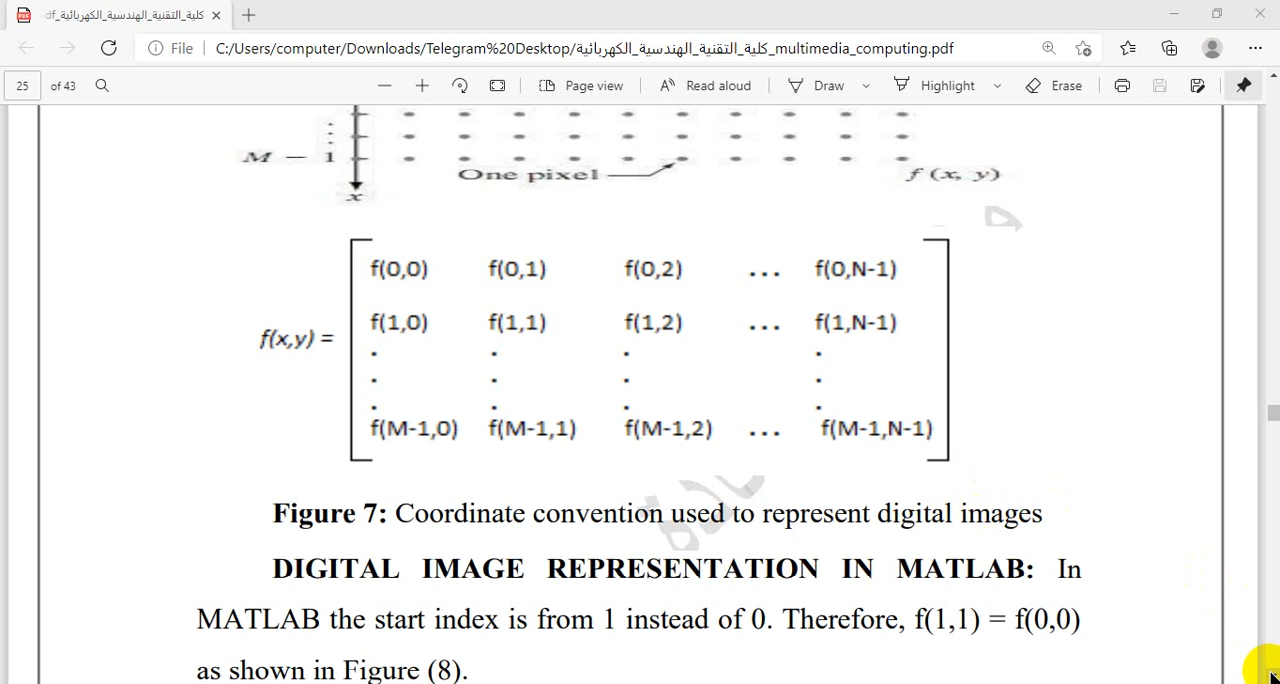 df_كلية_التقنية_الهندسية_الكهربائية
File
C:/Users/computer/Downloads/Telegram%20Desktop/كلية_التقنية_الهندسية_الكهربائية_multimedia_computing.pdf
25 of 43
Page view
Read aloud
Draw
Highlight
Erase
M - 1
One pixel
f (x, y)
x
f(0,0) f(0,1) f(0,2) ... f(0,N-1)
f(x,y) = f(1,0) f(1,1) f(1,2) ... f(1,N-1)
f(M-1,0) f(M-1,1) f(M-1,2) ... f(M-1,N-1)
Figure 7: Coordinate convention used to represent digital images
DIGITAL IMAGE REPRESENTATION IN MATLAB: In
MATLAB the start index is from 1 instead of 0. Therefore, f(1,1) = f(0,0)
as shown in Figure (8).